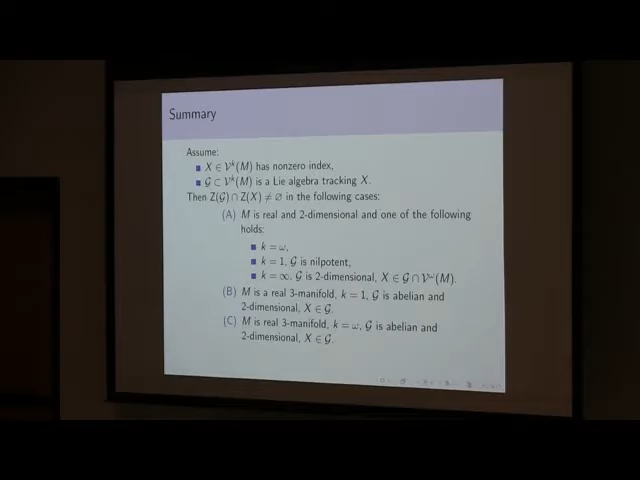 Summary
Assume:
X ∈ 𝒱ᵏ(M) has nonzero index,
𝒢 ⊂ 𝒱ᵏ(M) is a Lie algebra tracking X.
Then Z(𝒢) ∩ Z(X) ≠ ∅ in the following cases:
(A) M is real and 2-dimensional and one of the following
holds:
k = ω,
k = 1, 𝒢 is nilpotent,
k = ∞, 𝒢 is 2-dimensional, X ∈ 𝒢 ∩ 𝒱^ω(M).
(B) M is a real 3-manifold, k = 1, 𝒢 is abelian and
2-dimensional, X ∈ 𝒢.
(C) M is real 3-manifold, k = ω, 𝒢 is abelian and
2-dimensional, X ∈ 𝒢.